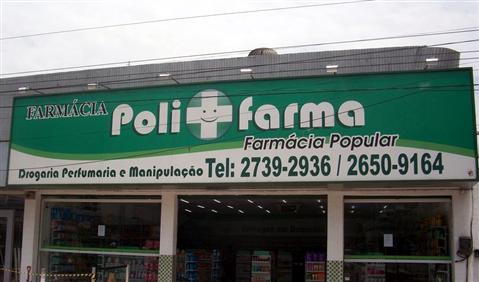 FARMÁCIA
Poli farma
Farmácia Popular
Drogaria Perfumaria e Manipulação Tel: 2739-2936 / 2650-9164